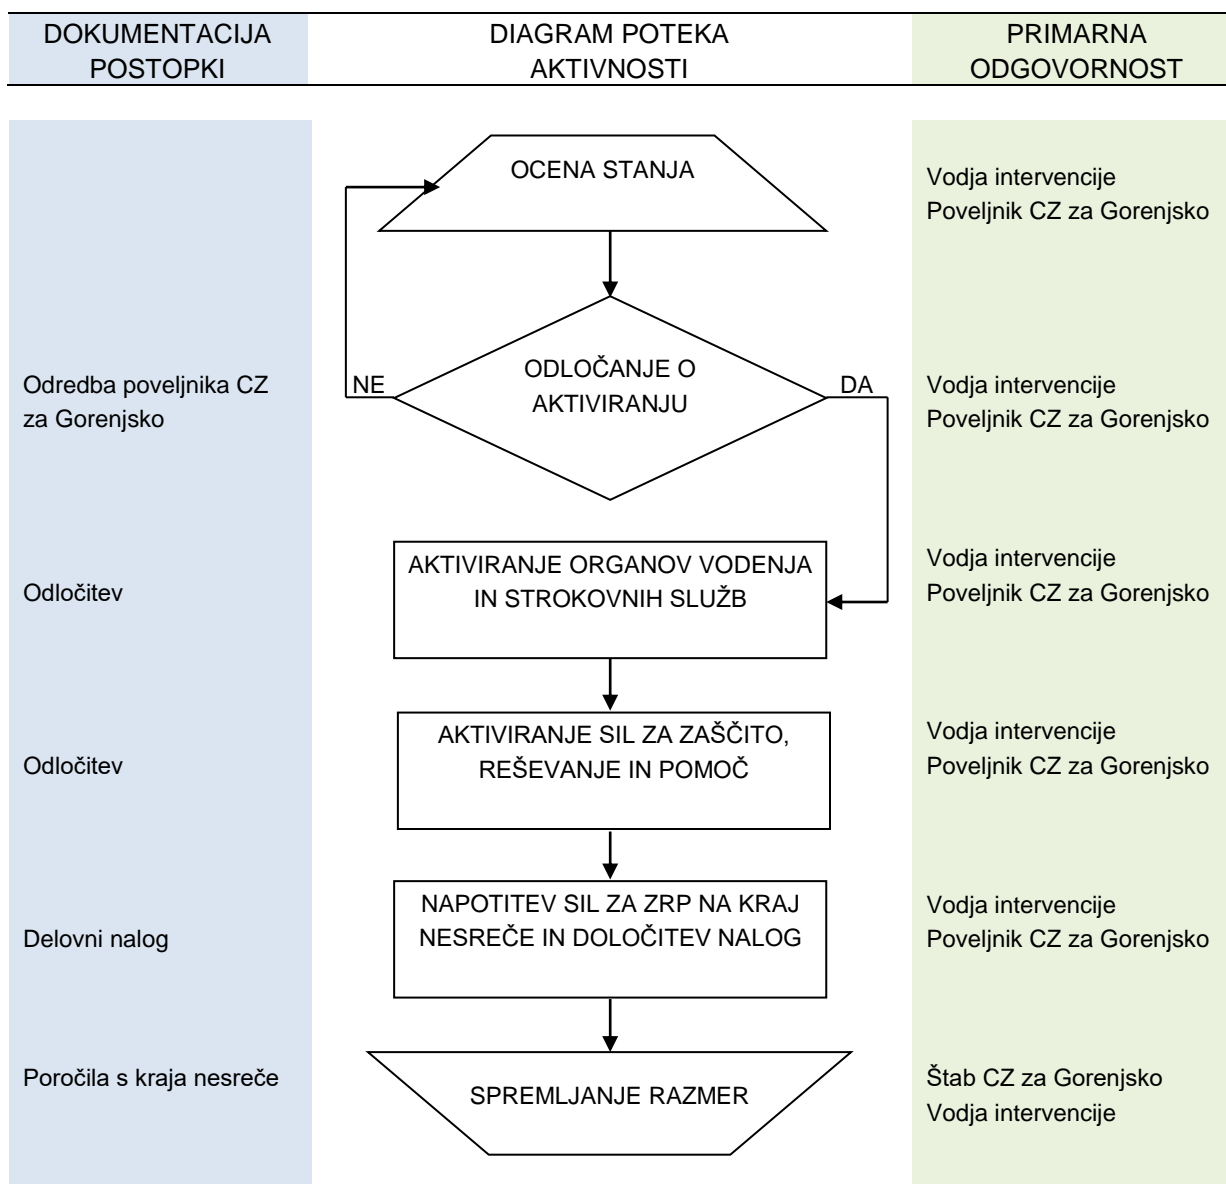 DOKUMENTACIJA
POSTOPKI
DIAGRAM POTEKA
AKTIVNOSTI
PRIMARNA
ODGOVORNOST
OCENA STANJA
Vodja intervencije
Poveljnik CZ za Gorenjsko
Odredba poveljnika CZ
za Gorenjsko
NE
ODLOČANJE O
AKTIVIRANJU
DA
Vodja intervencije
Poveljnik CZ za Gorenjsko
Odločitev
AKTIVIRANJE ORGANOV VODENJA
IN STROKOVNIH SLUŽB
Vodja intervencije
Poveljnik CZ za Gorenjsko
Odločitev
AKTIVIRANJE SIL ZA ZAŠČITO,
REŠEVANJE IN POMOČ
Vodja intervencije
Poveljnik CZ za Gorenjsko
Delovni nalog
NAPOTITEV SIL ZA ZRP NA KRAJ
NESREČE IN DOLOČITEV NALOG
Vodja intervencije
Poveljnik CZ za Gorenjsko
Poročila s kraja nesreče
SPREMLJANJE RAZMER
Štab CZ za Gorenjsko
Vodja intervencije